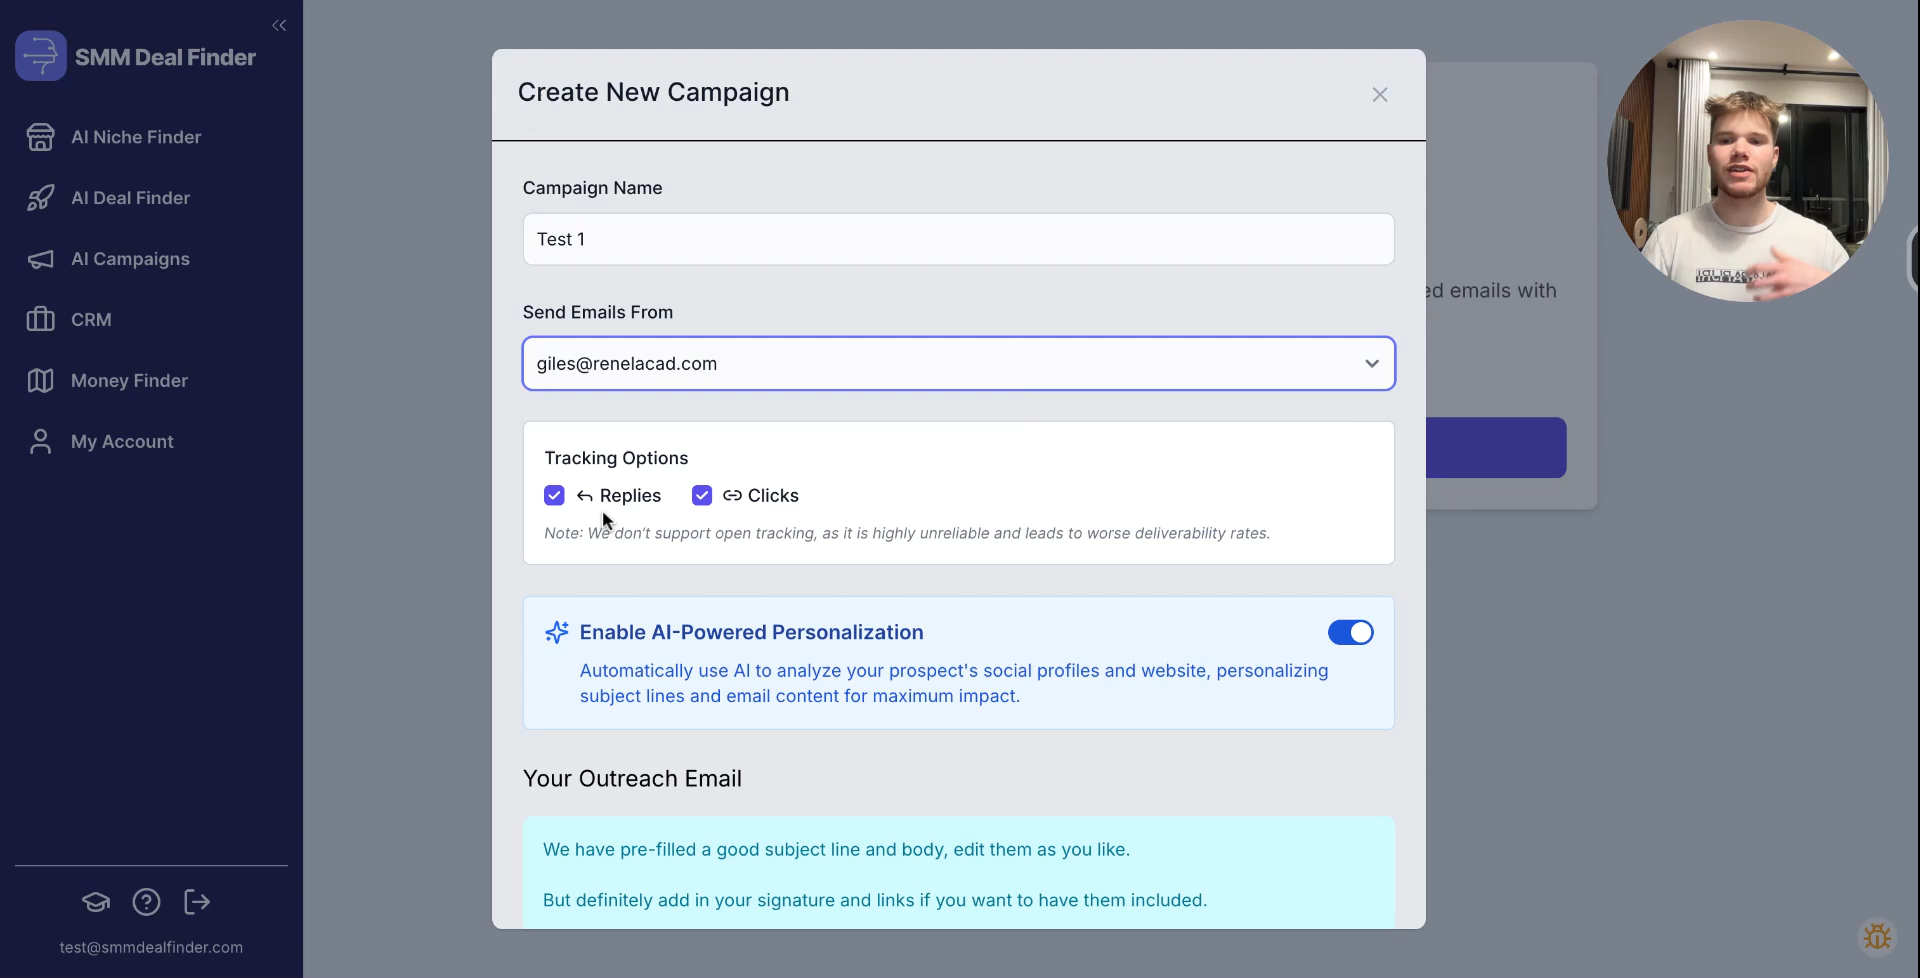 SMM Deal Finder
AI Niche Finder
AI Deal Finder
AI Campaigns
CRM
Money Finder
My Account
test@smmdealfinder.com
Create New Campaign
Campaign Name
Test 1
Send Emails From
giles@renelacad.com
Tracking Options
Replies
Clicks
Note: We don't support open tracking, as it is highly unreliable and leads to worse deliverability rates.
Enable AI-Powered Personalization
Automatically use AI to analyze your prospect's social profiles and website, personalizing
subject lines and email content for maximum impact.
Your Outreach Email
We have pre-filled a good subject line and body, edit them as you like.
But definitely add in your signature and links if you want to have them included.
ed emails with